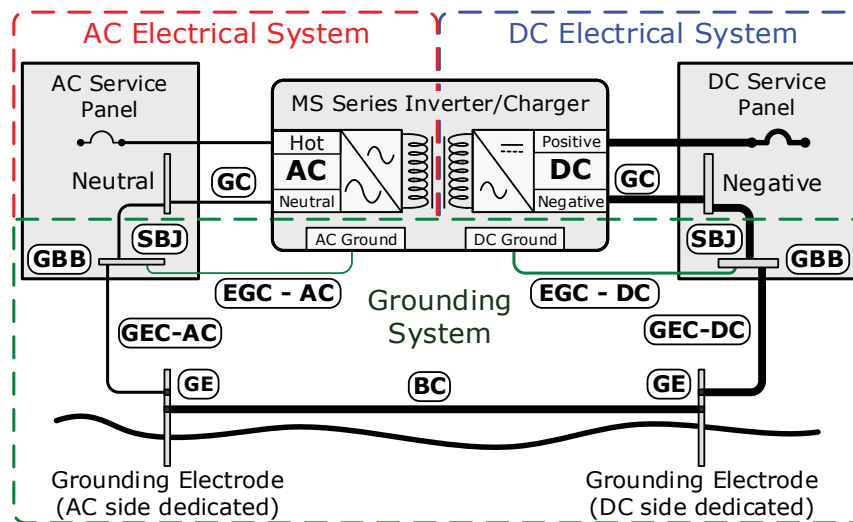 AC Electrical System
DC Electrical System
AC Service
Panel
MS Series Inverter/Charger
DC Service
Panel
Hot
AC
Neutral
Positive
DC
Negative
Neutral
GC
GC
Negative
SBJ
AC Ground
DC Ground
SBJ
GBB
GBB
EGC - AC
EGC - DC
Grounding
System
GEC-AC
GEC-DC
GE
BC
GE
Grounding Electrode
(AC side dedicated)
Grounding Electrode
(DC side dedicated)